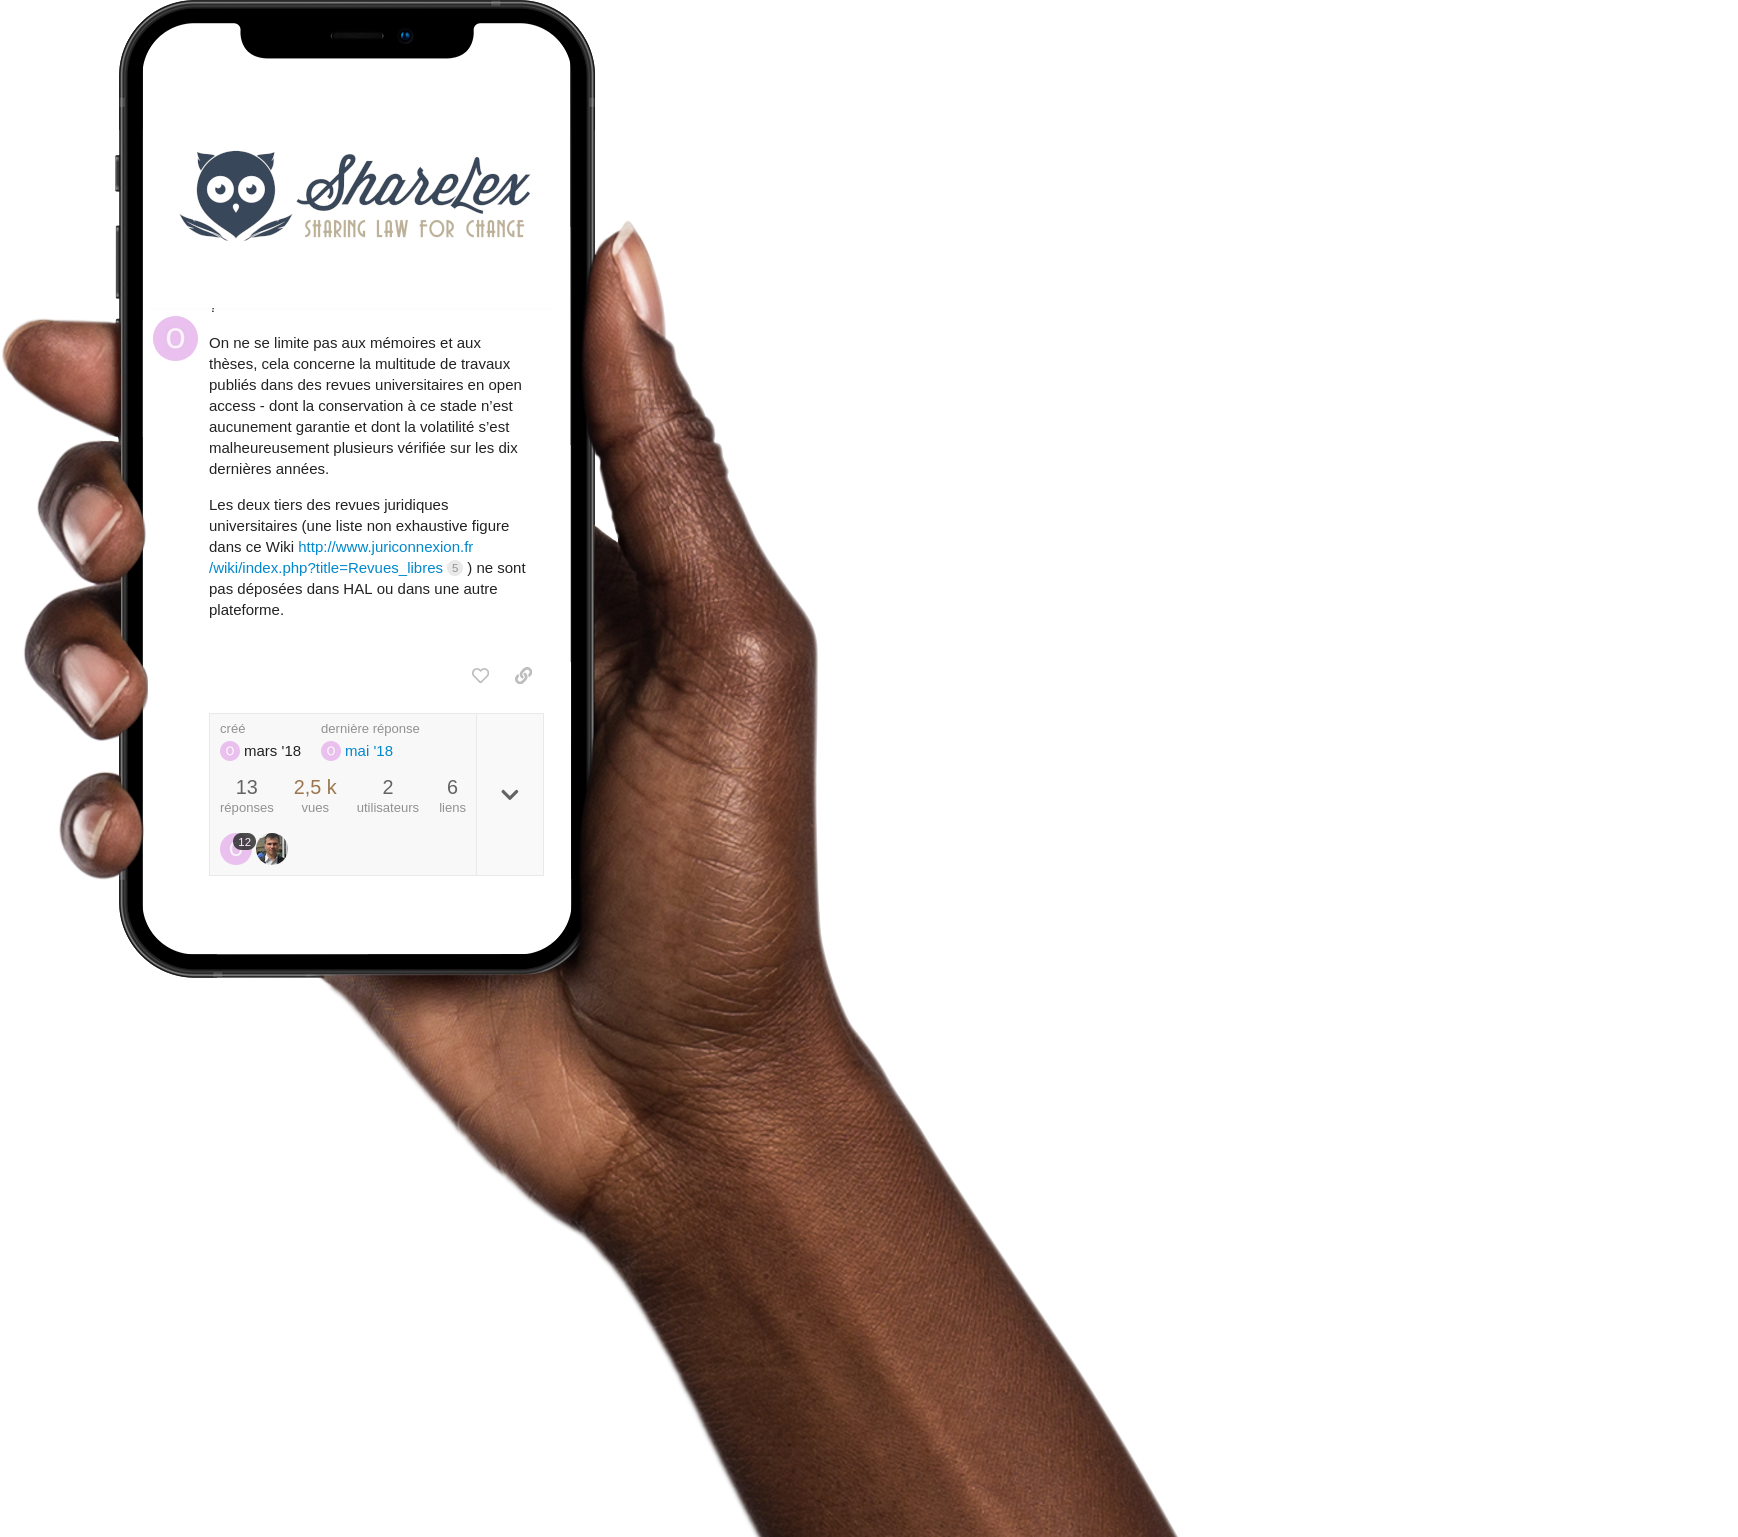 ShareLex
SHARING LAW FOR CHANGE
O
On ne se limite pas aux mémoires et aux
thèses, cela concerne la multitude de travaux
publiés dans des revues universitaires en open
access - dont la conservation à ce stade n’est
aucunement garantie et dont la volatilité s’est
malheureusement plusieurs vérifiée sur les dix
dernières années.
Les deux tiers des revues juridiques
universitaires (une liste non exhaustive figure
dans ce Wiki http://www.juriconnexion.fr
/wiki/index.php?title=Revues_libres 5 ) ne sont
pas déposées dans HAL ou dans une autre
plateforme.
créé dernière réponse
O mars '18 O mai '18
13 2,5 k 2 6
réponses vues utilisateurs liens
O 12